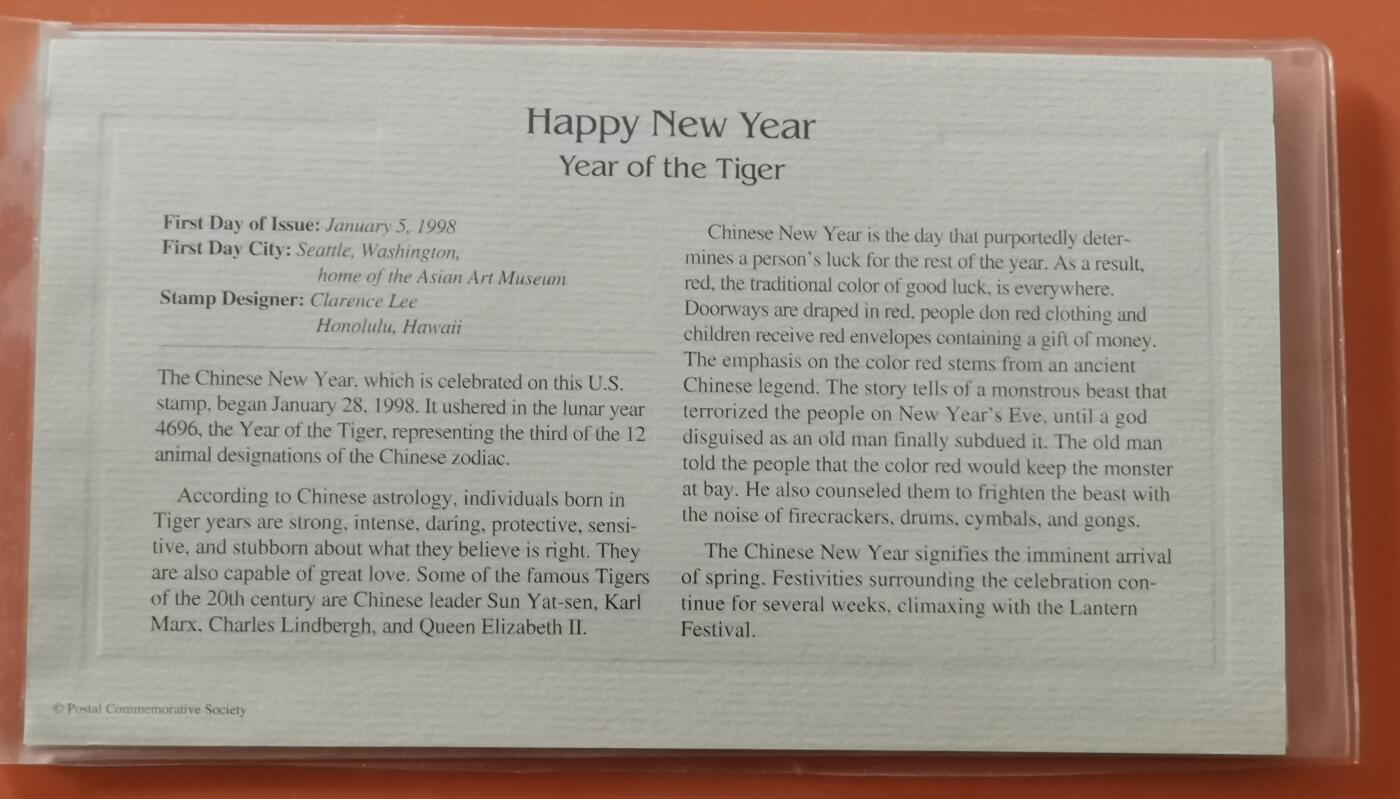 Happy New Year
Year of the Tiger
First Day of Issue: January 5, 1998
First Day City: Seattle, Washington,
home of the Asian Art Museum
Stamp Designer: Clarence Lee
Honolulu, Hawaii
The Chinese New Year, which is celebrated on this U.S.
stamp, began January 28, 1998. It ushered in the lunar year
4696, the Year of the Tiger, representing the third of the 12
animal designations of the Chinese zodiac.
According to Chinese astrology, individuals born in
Tiger years are strong, intense, daring, protective, sensi-
tive, and stubborn about what they believe is right. They
are also capable of great love. Some of the famous Tigers
of the 20th century are Chinese leader Sun Yat-sen, Karl
Marx, Charles Lindbergh, and Queen Elizabeth II.
Chinese New Year is the day that purportedly deter-
mines a person's luck for the rest of the year. As a result,
red, the traditional color of good luck, is everywhere.
Doorways are draped in red, people don red clothing and
children receive red envelopes containing a gift of money.
The emphasis on the color red stems from an ancient
Chinese legend. The story tells of a monstrous beast that
terrorized the people on New Year's Eve, until a god
disguised as an old man finally subdued it. The old man
told the people that the color red would keep the monster
at bay. He also counseled them to frighten the beast with
the noise of firecrackers, drums, cymbals, and gongs.
The Chinese New Year signifies the imminent arrival
of spring. Festivities surrounding the celebration con-
tinue for several weeks, climaxing with the Lantern
Festival.
© Postal Commemorative Society